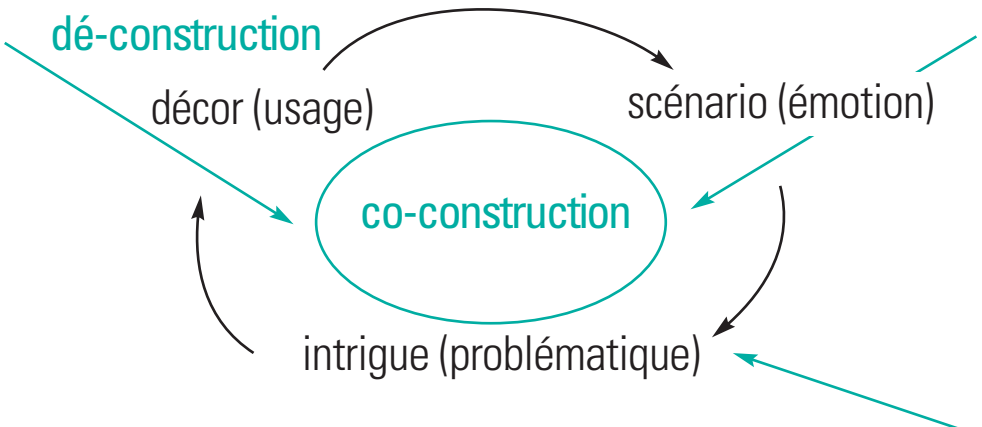 dé-construction
décor (usage)
scénario (émotion)
co-construction
intrigue (problématique)